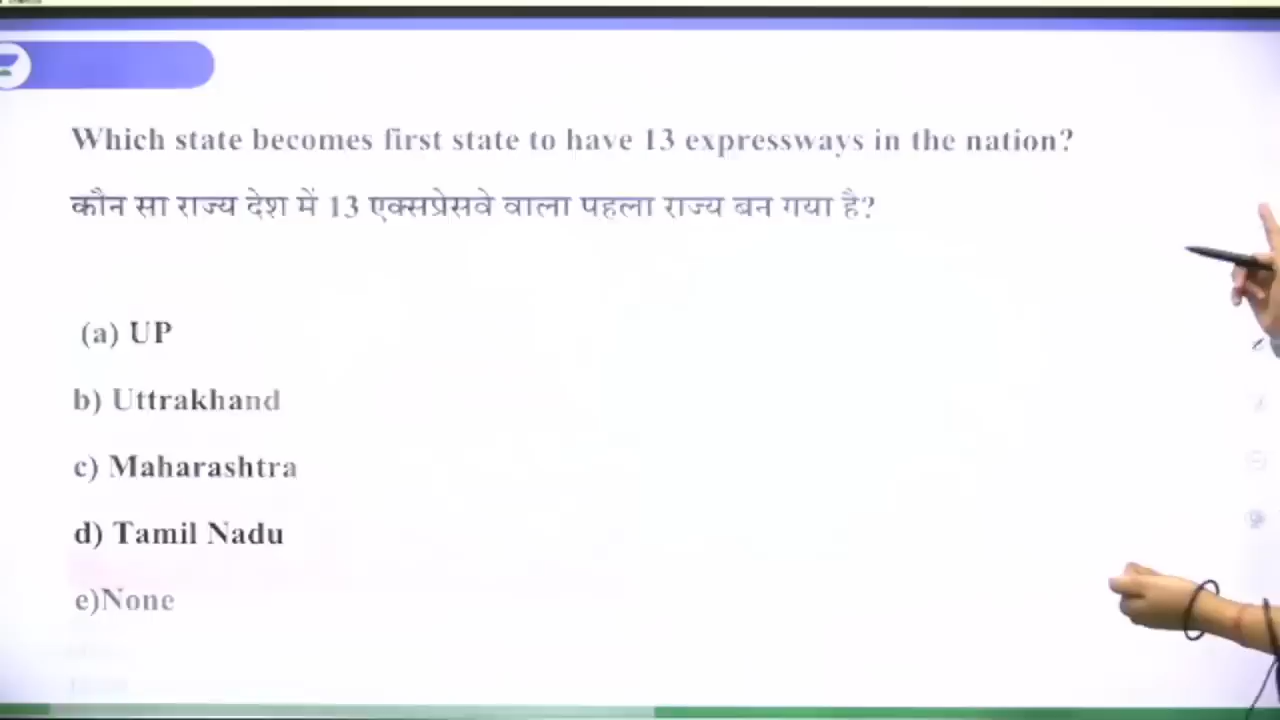 Which state becomes first state to have 13 expressways in the nation?
कौन सा राज्य देश में 13 एक्सप्रेसवे वाला पहला राज्य बन गया है?
(a) UP
b) Uttrakhand
c) Maharashtra
d) Tamil Nadu
e)None